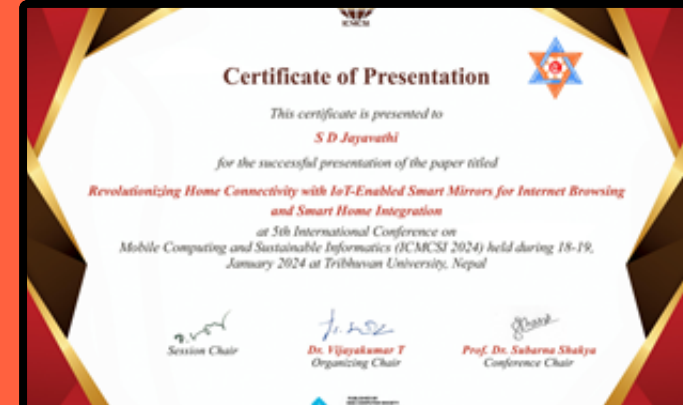 ICMCSI
Certificate of Presentation
This certificate is presented to
S D Jayavathi
for the successful presentation of the paper titled
Revolutionizing Home Connectivity with IoT-Enabled Smart Mirrors for Internet Browsing
and Smart Home Integration
at 5th International Conference on
Mobile Computing and Sustainable Informatics (ICMCSI 2024) held during 18-19,
January 2024 at Tribhuvan University, Nepal
Session Chair
Dr. Vijayakumar T
Organizing Chair
Prof. Dr. Subarna Shakya
Conference Chair